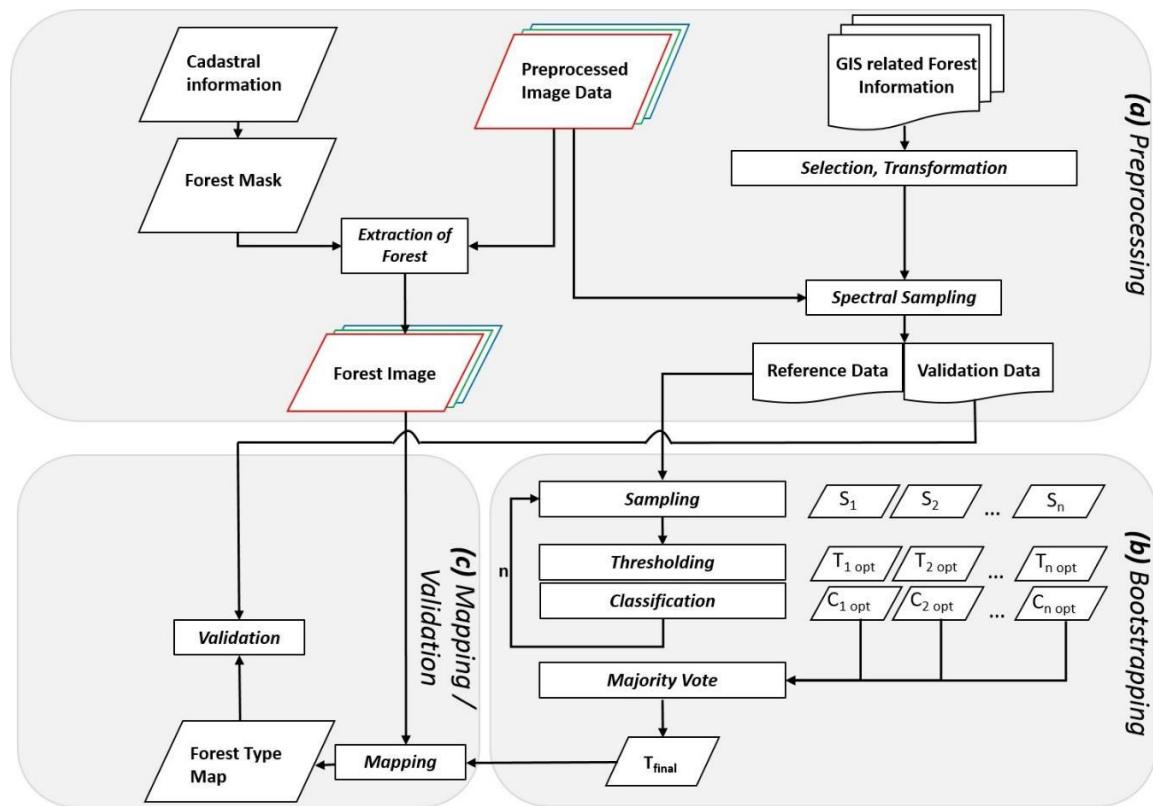 Cadastral
information
Preprocessed
Image Data
GIS related Forest
Information
(a) Preprocessing
Forest Mask
Selection, Transformation
Extraction of
Forest
Spectral Sampling
Forest Image
Reference Data
Validation Data
Sampling
S1 S2 ... Sn
Thresholding
T1 opt T2 opt ... Tn opt
n
Classification
C1 opt C2 opt ... Cn opt
(b) Bootstrapping
(c) Mapping /
Validation
Validation
Majority Vote
Forest Type
Map
Mapping
Tfinal